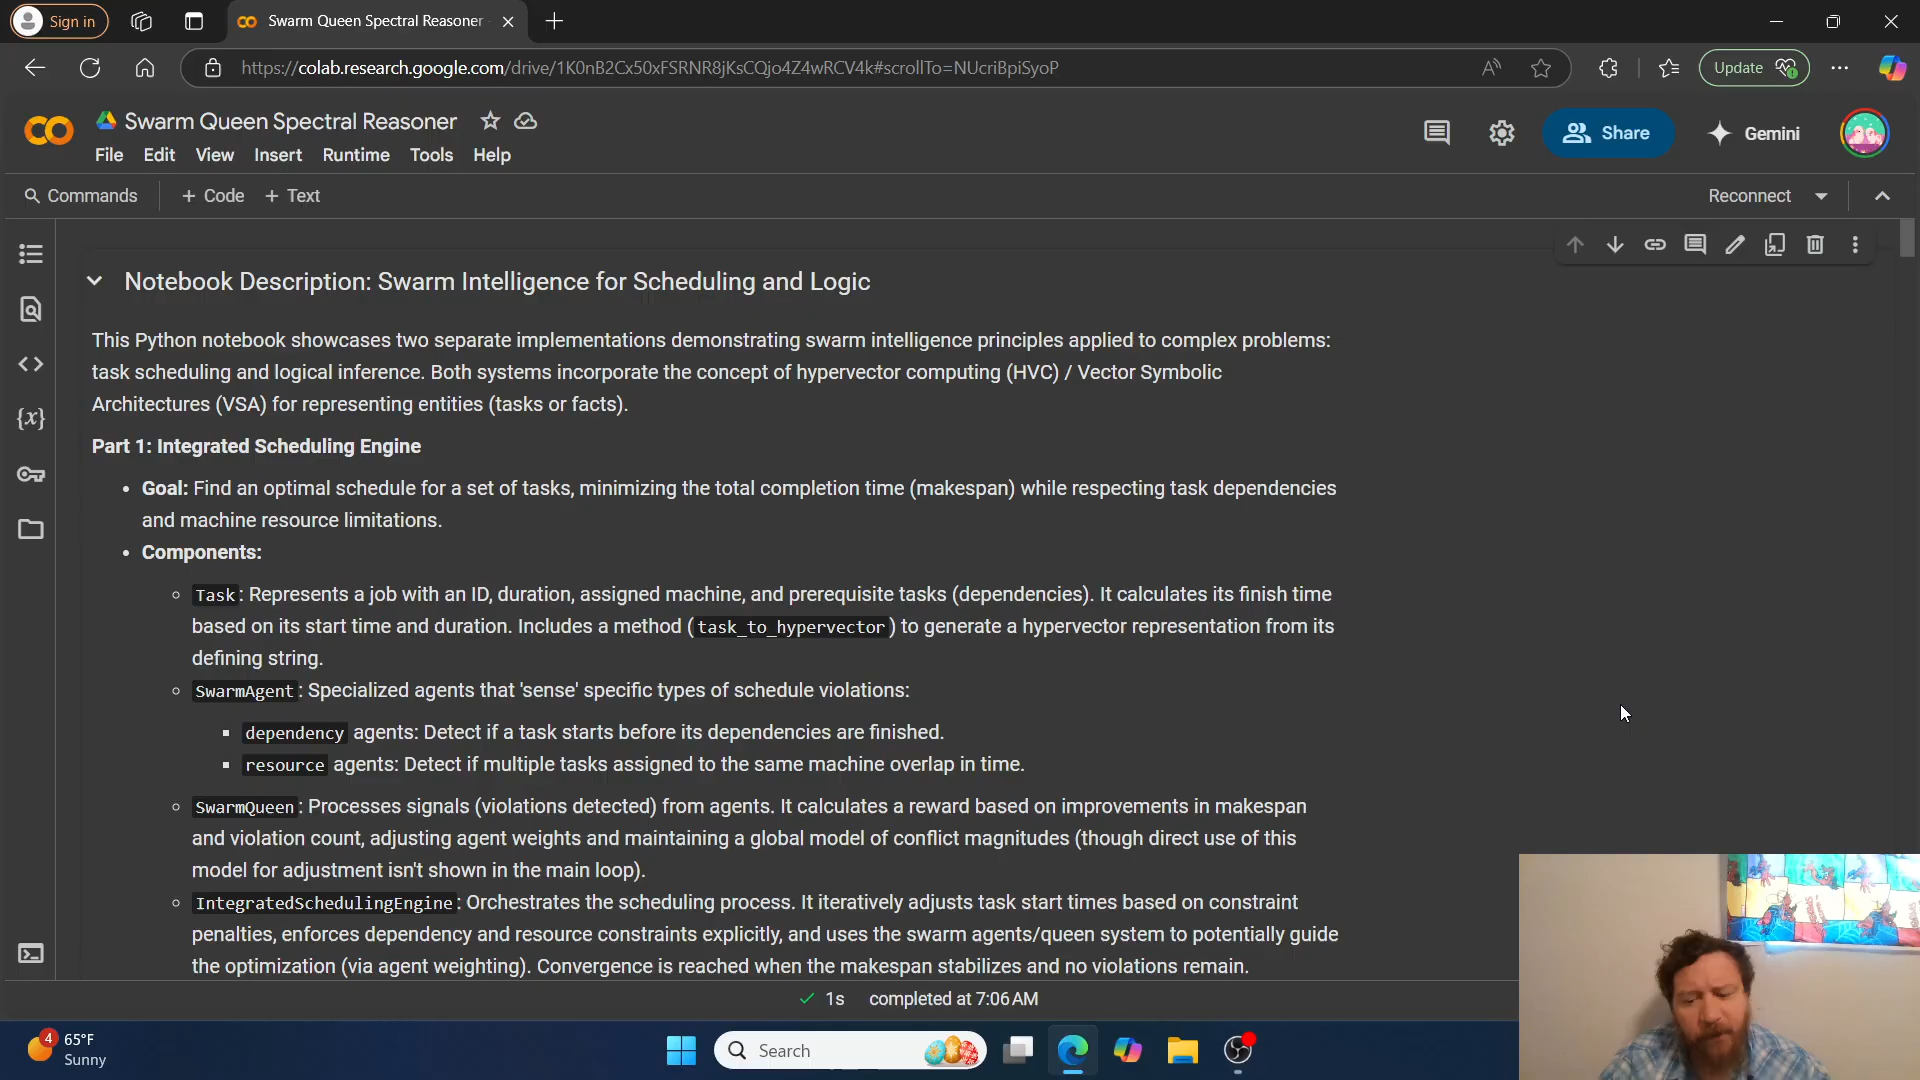 Sign in
Swarm Queen Spectral Reasoner
https://colab.research.google.com/drive/1K0nB2Cx50xFSRNR8jKsCQjo4Z4wRCV4k#scrollTo=NUcriBpiSyoP
Update
Swarm Queen Spectral Reasoner
File Edit View Insert Runtime Tools Help
Share
Gemini
Commands
+ Code + Text
Reconnect
Notebook Description: Swarm Intelligence for Scheduling and Logic
This Python notebook showcases two separate implementations demonstrating swarm intelligence principles applied to complex problems:
task scheduling and logical inference. Both systems incorporate the concept of hypervector computing (HVC) / Vector Symbolic
Architectures (VSA) for representing entities (tasks or facts).
Part 1: Integrated Scheduling Engine
• Goal: Find an optimal schedule for a set of tasks, minimizing the total completion time (makespan) while respecting task dependencies
and machine resource limitations.
• Components:
◦ Task: Represents a job with an ID, duration, assigned machine, and prerequisite tasks (dependencies). It calculates its finish time
based on its start time and duration. Includes a method (task_to_hypervector) to generate a hypervector representation from its
defining string.
◦ SwarmAgent: Specialized agents that 'sense' specific types of schedule violations:
▪ dependency agents: Detect if a task starts before its dependencies are finished.
▪ resource agents: Detect if multiple tasks assigned to the same machine overlap in time.
◦ SwarmQueen: Processes signals (violations detected) from agents. It calculates a reward based on improvements in makespan
and violation count, adjusting agent weights and maintaining a global model of conflict magnitudes (though direct use of this
model for adjustment isn't shown in the main loop).
◦ IntegratedSchedulingEngine: Orchestrates the scheduling process. It iteratively adjusts task start times based on constraint
penalties, enforces dependency and resource constraints explicitly, and uses the swarm agents/queen system to potentially guide
the optimization (via agent weighting). Convergence is reached when the makespan stabilizes and no violations remain.
1s completed at 7:06 AM
4
65°F
Sunny
Search